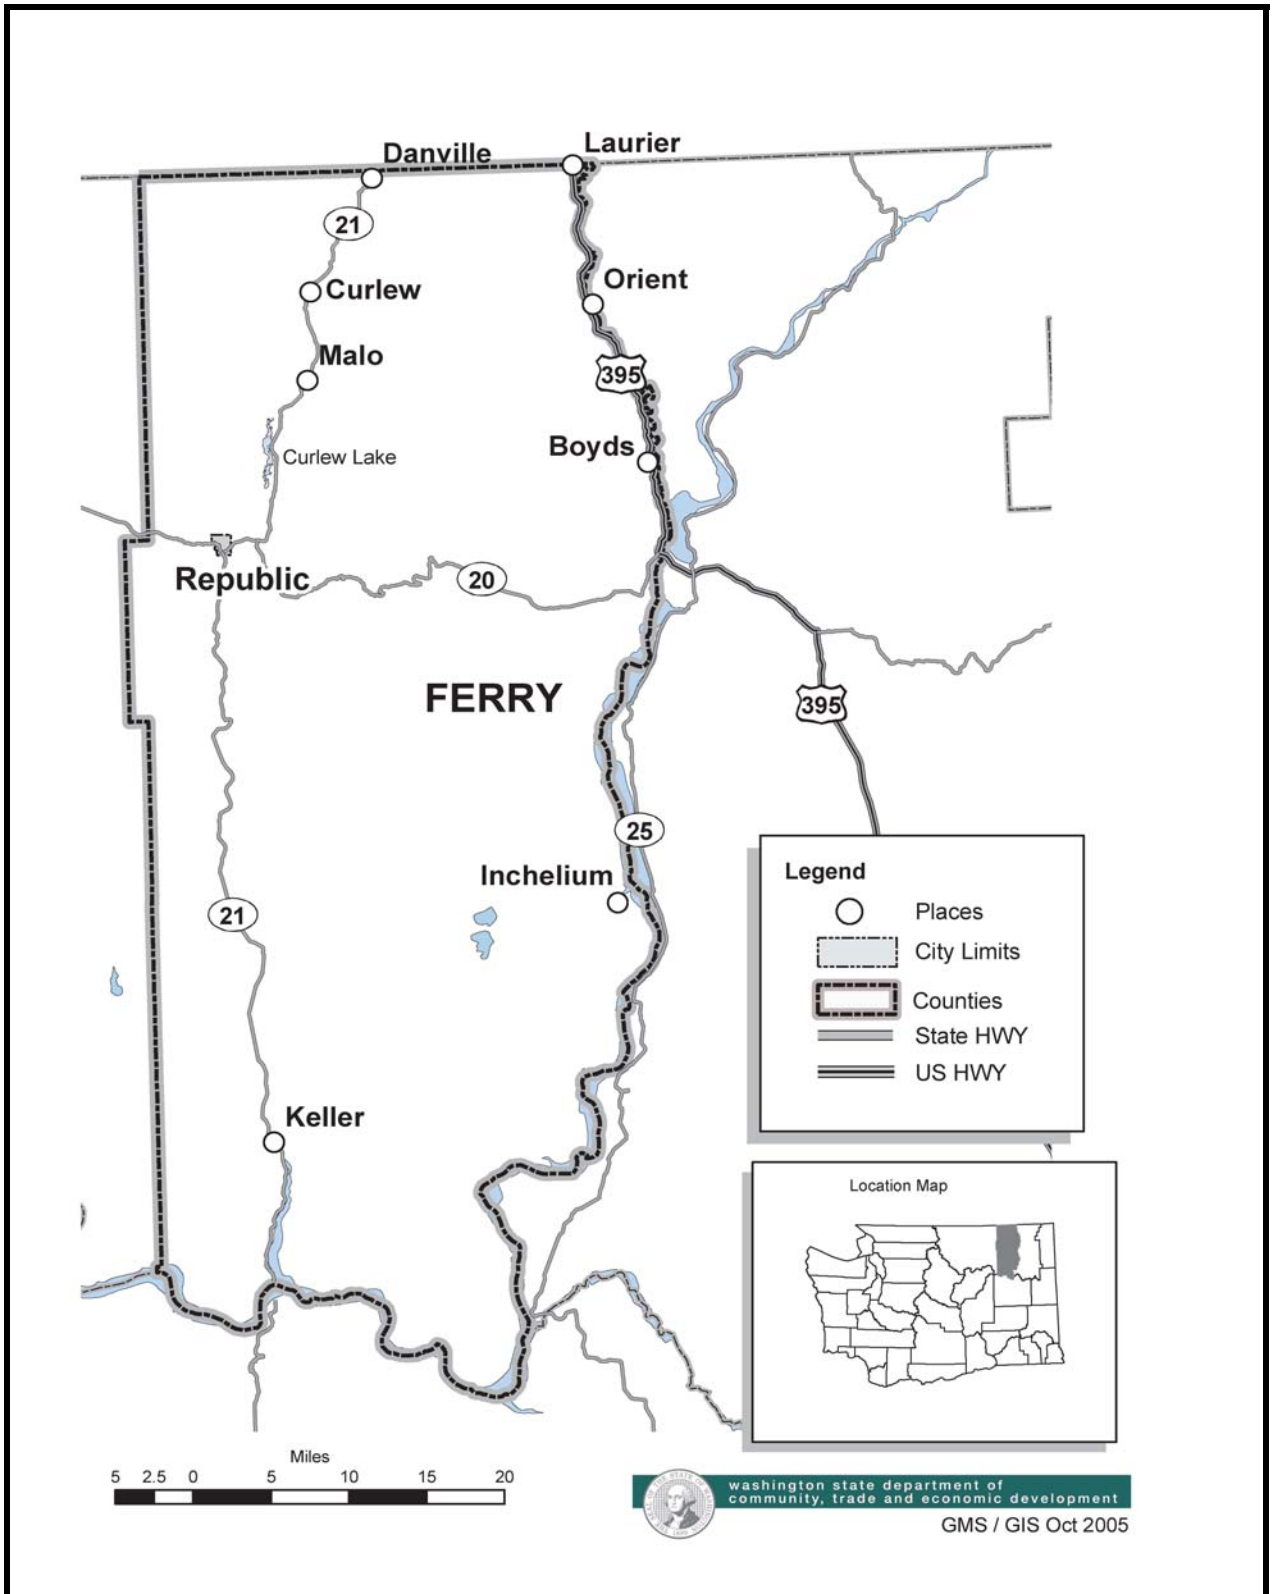 Laurier
Danville
21
Curlew
Orient
Malo
395
Boyds
Curlew Lake
Republic
20
FERRY
395
25
Inchelium
21
Keller
Legend
Places
City Limits
Counties
State HWY
US HWY
Location Map
Miles
5 2.5 0 5 10 15 20
washington state department of
community, trade and economic development
GMS / GIS Oct 2005